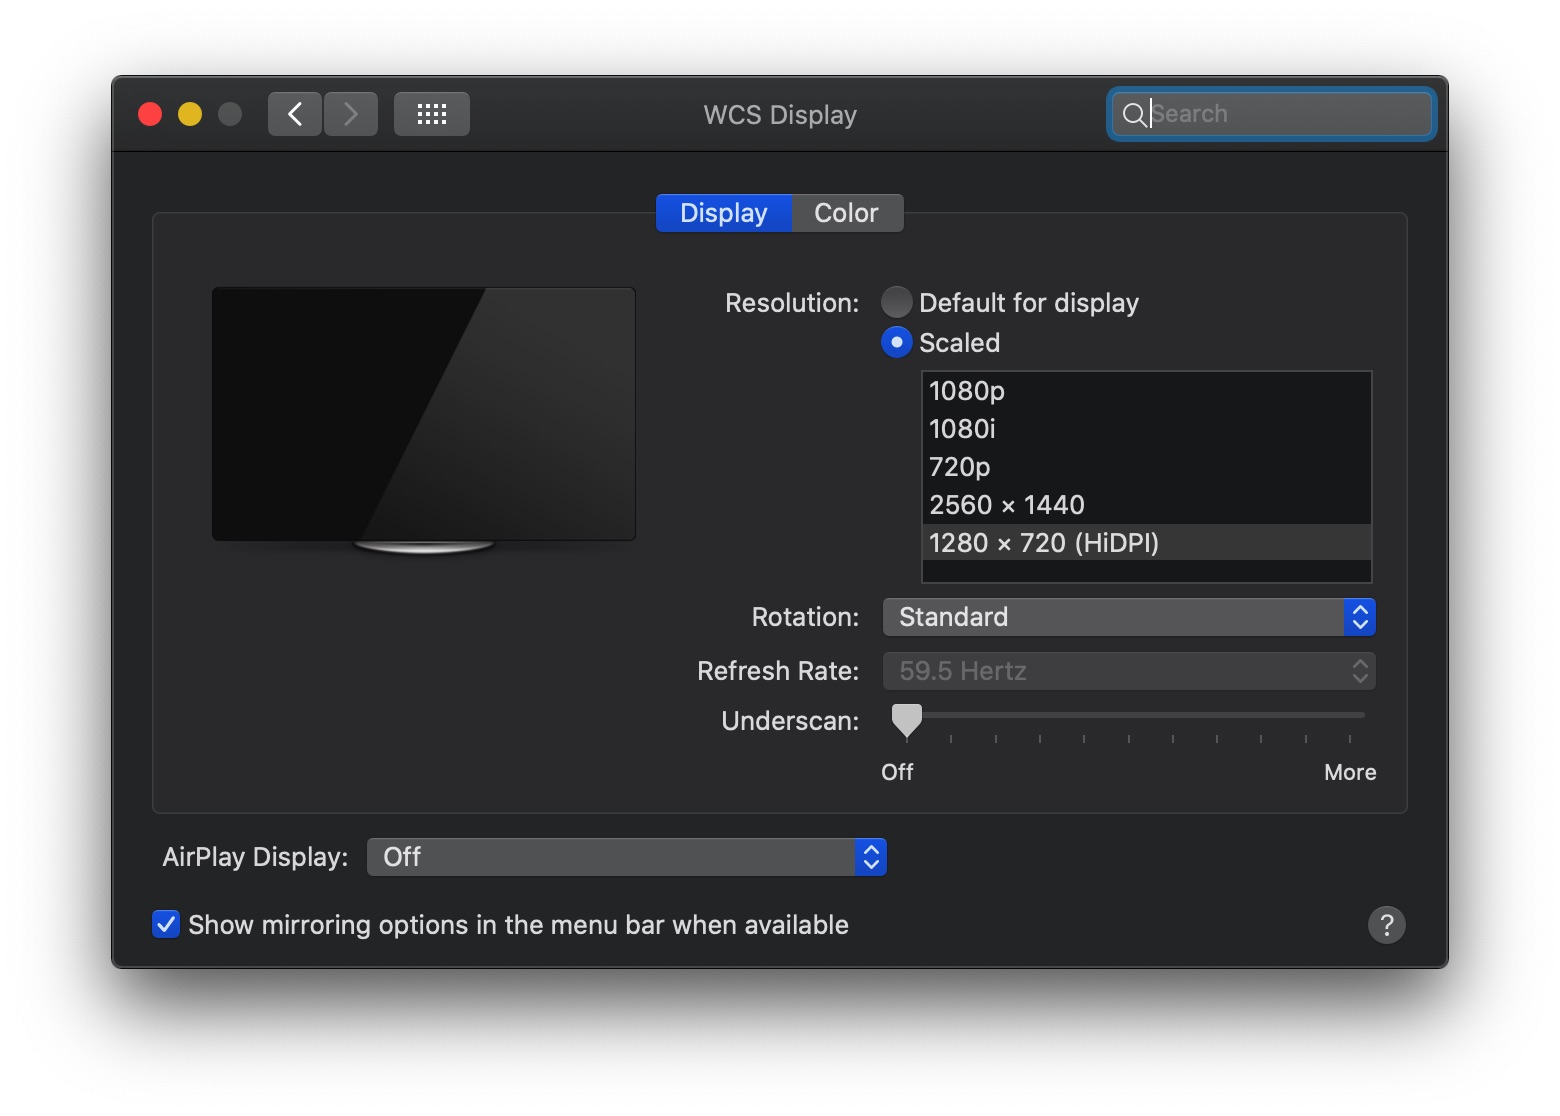 WCS Display
Search
Display Color
Resolution: Default for display
Scaled
1080p
1080i
720p
2560 × 1440
1280 × 720 (HiDPI)
Rotation: Standard
Refresh Rate: 59.5 Hertz
Underscan:
Off More
AirPlay Display: Off
Show mirroring options in the menu bar when available
?